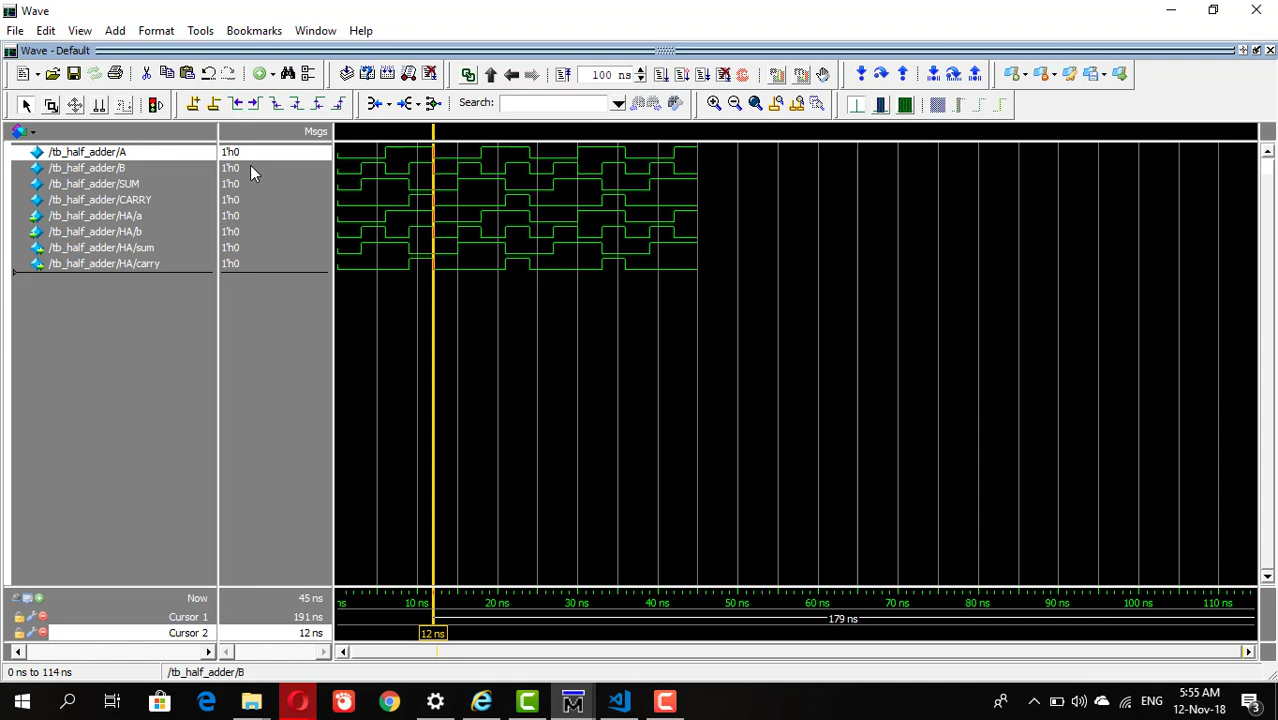 Wave
File Edit View Add Format Tools Bookmarks Window Help
Wave - Default
100 ns
Search:
Msgs
/tb_half_adder/A 1'h0
/tb_half_adder/B 1'h0
/tb_half_adder/SUM 1'h0
/tb_half_adder/CARRY 1'h0
/tb_half_adder/HA/a 1'h0
/tb_half_adder/HA/b 1'h0
/tb_half_adder/HA/sum 1'h0
/tb_half_adder/HA/carry 1'h0
Now 45 ns
ns 10 ns 20 ns 30 ns 40 ns 50 ns 60 ns 70 ns 80 ns 90 ns 100 ns 110 ns
Cursor 1 191 ns 179 ns
Cursor 2 12 ns 12 ns
0 ns to 114 ns /tb_half_adder/B
ENG
5:55 AM
12-Nov-18
3